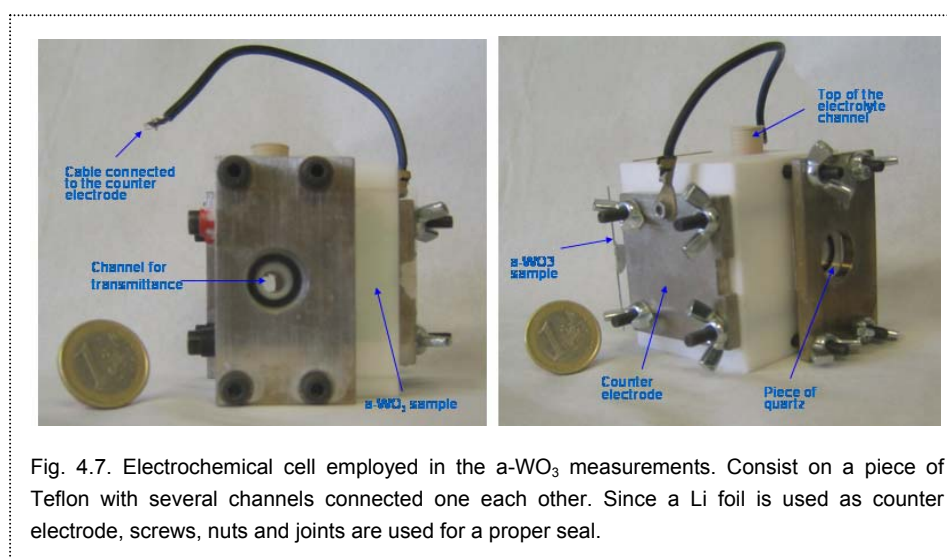 Cable connected
to the counter
electrode
Channel for
transmittance
a-WO₃ sample
Top of the
electrolyte
channel
a-WO3
sample
Counter
electrode
Piece of
quartz
Fig. 4.7. Electrochemical cell employed in the a-WO₃ measurements. Consist on a piece of
Teflon with several channels connected one each other. Since a Li foil is used as counter
electrode, screws, nuts and joints are used for a proper seal.